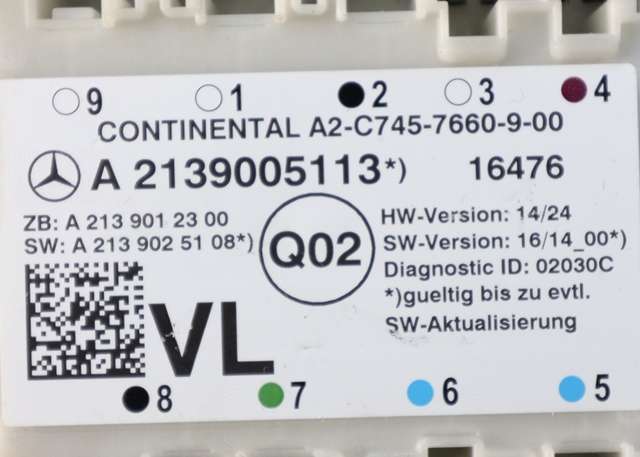 9 1 2 3 4
CONTINENTAL A2-C745-7660-9-00
A 2139005113*) 16476
ZB: A 213 901 23 00
SW: A 213 902 51 08*)
Q02
HW-Version: 14/24
SW-Version: 16/14_00*)
Diagnostic ID: 02030C
*)gueltig bis zu evtl.
SW-Aktualisierung
VL
8 7 6 5